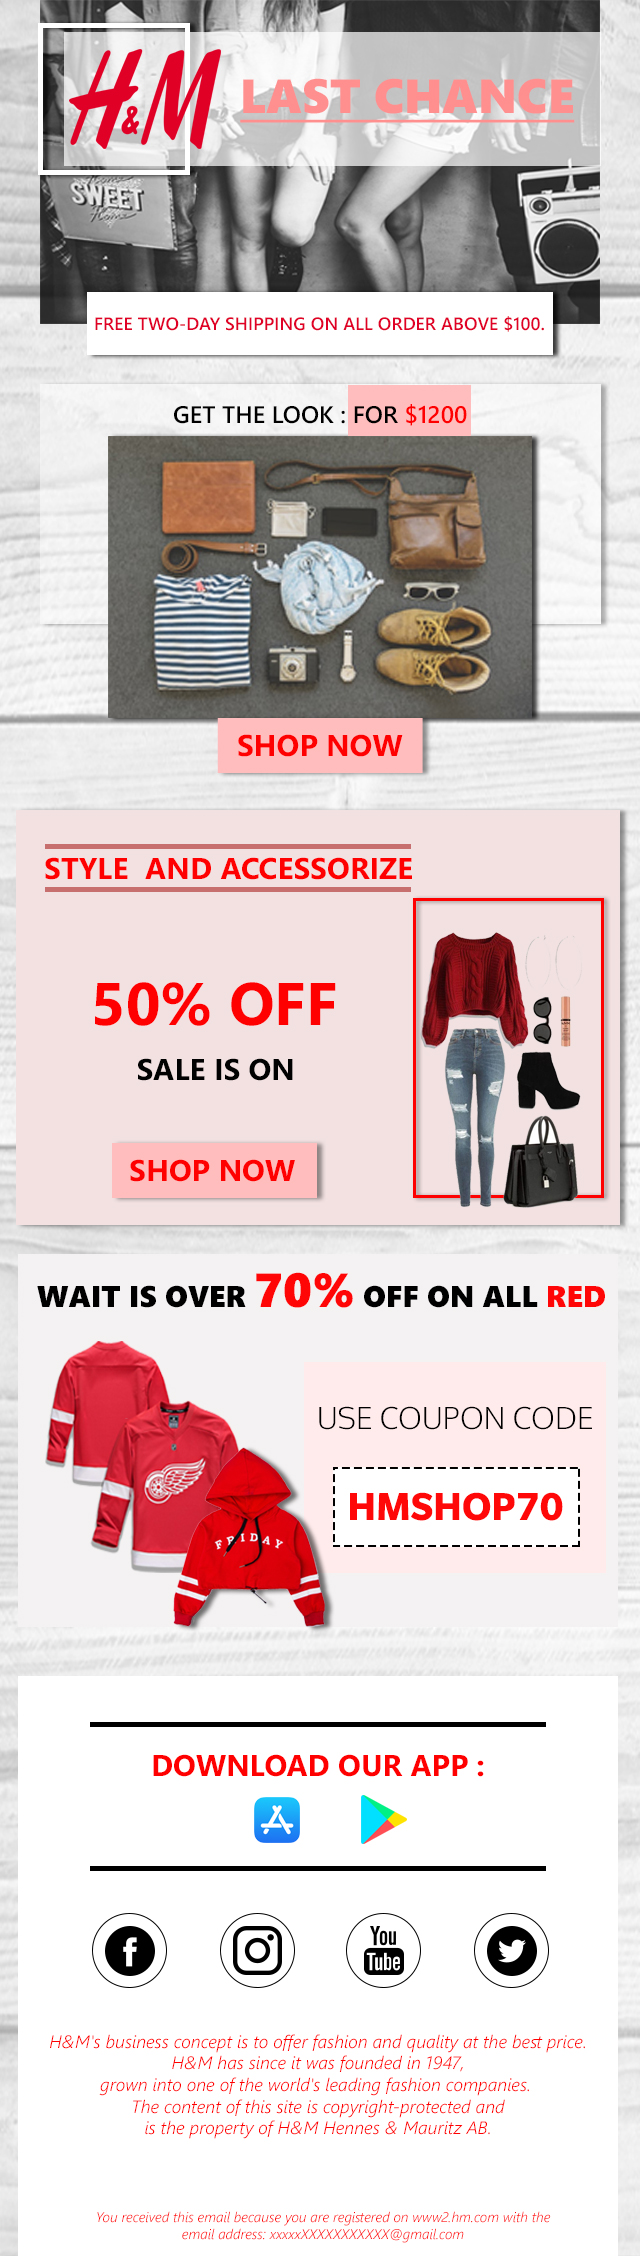 H&M
LAST CHANCE
Home
SWEET
Home
FREE TWO-DAY SHIPPING ON ALL ORDER ABOVE $100.
GET THE LOOK : FOR $1200
SHOP NOW
STYLE AND ACCESSORIZE
50% OFF
SALE IS ON
SHOP NOW
WAIT IS OVER 70% OFF ON ALL RED
USE COUPON CODE
HMSHOP70
FRIDAY
DOWNLOAD OUR APP :
You
Tube
H&M's business concept is to offer fashion and quality at the best price.
H&M has since it was founded in 1947,
grown into one of the world's leading fashion companies.
The content of this site is copyright-protected and
is the property of H&M Hennes & Mauritz AB.
You received this email because you are registered on www2.hm.com with the
email address: xxxxxXXXXXXXXXXX@gmail.com